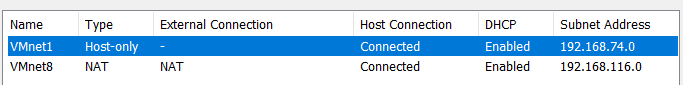 Name Type External Connection Host Connection DHCP Subnet Address
VMnet1 Host-only - Connected Enabled 192.168.74.0
VMnet8 NAT NAT Connected Enabled 192.168.116.0